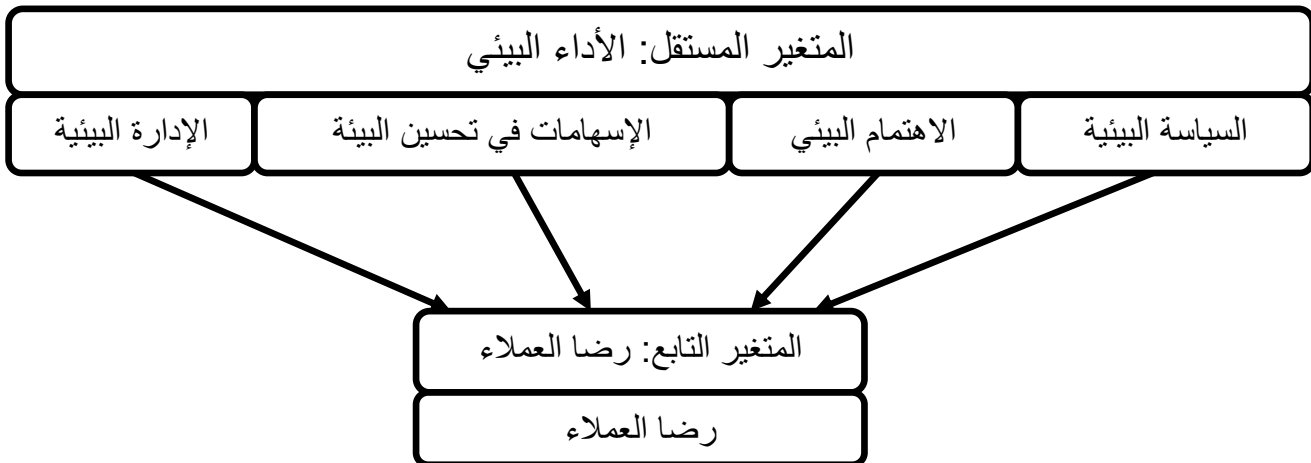 المتغير المستقل: الأداء البيئي
السياسة البيئية
الاهتمام البيئي
الإسهامات في تحسين البيئة
الإدارة البيئية
المتغير التابع: رضا العملاء
رضا العملاء